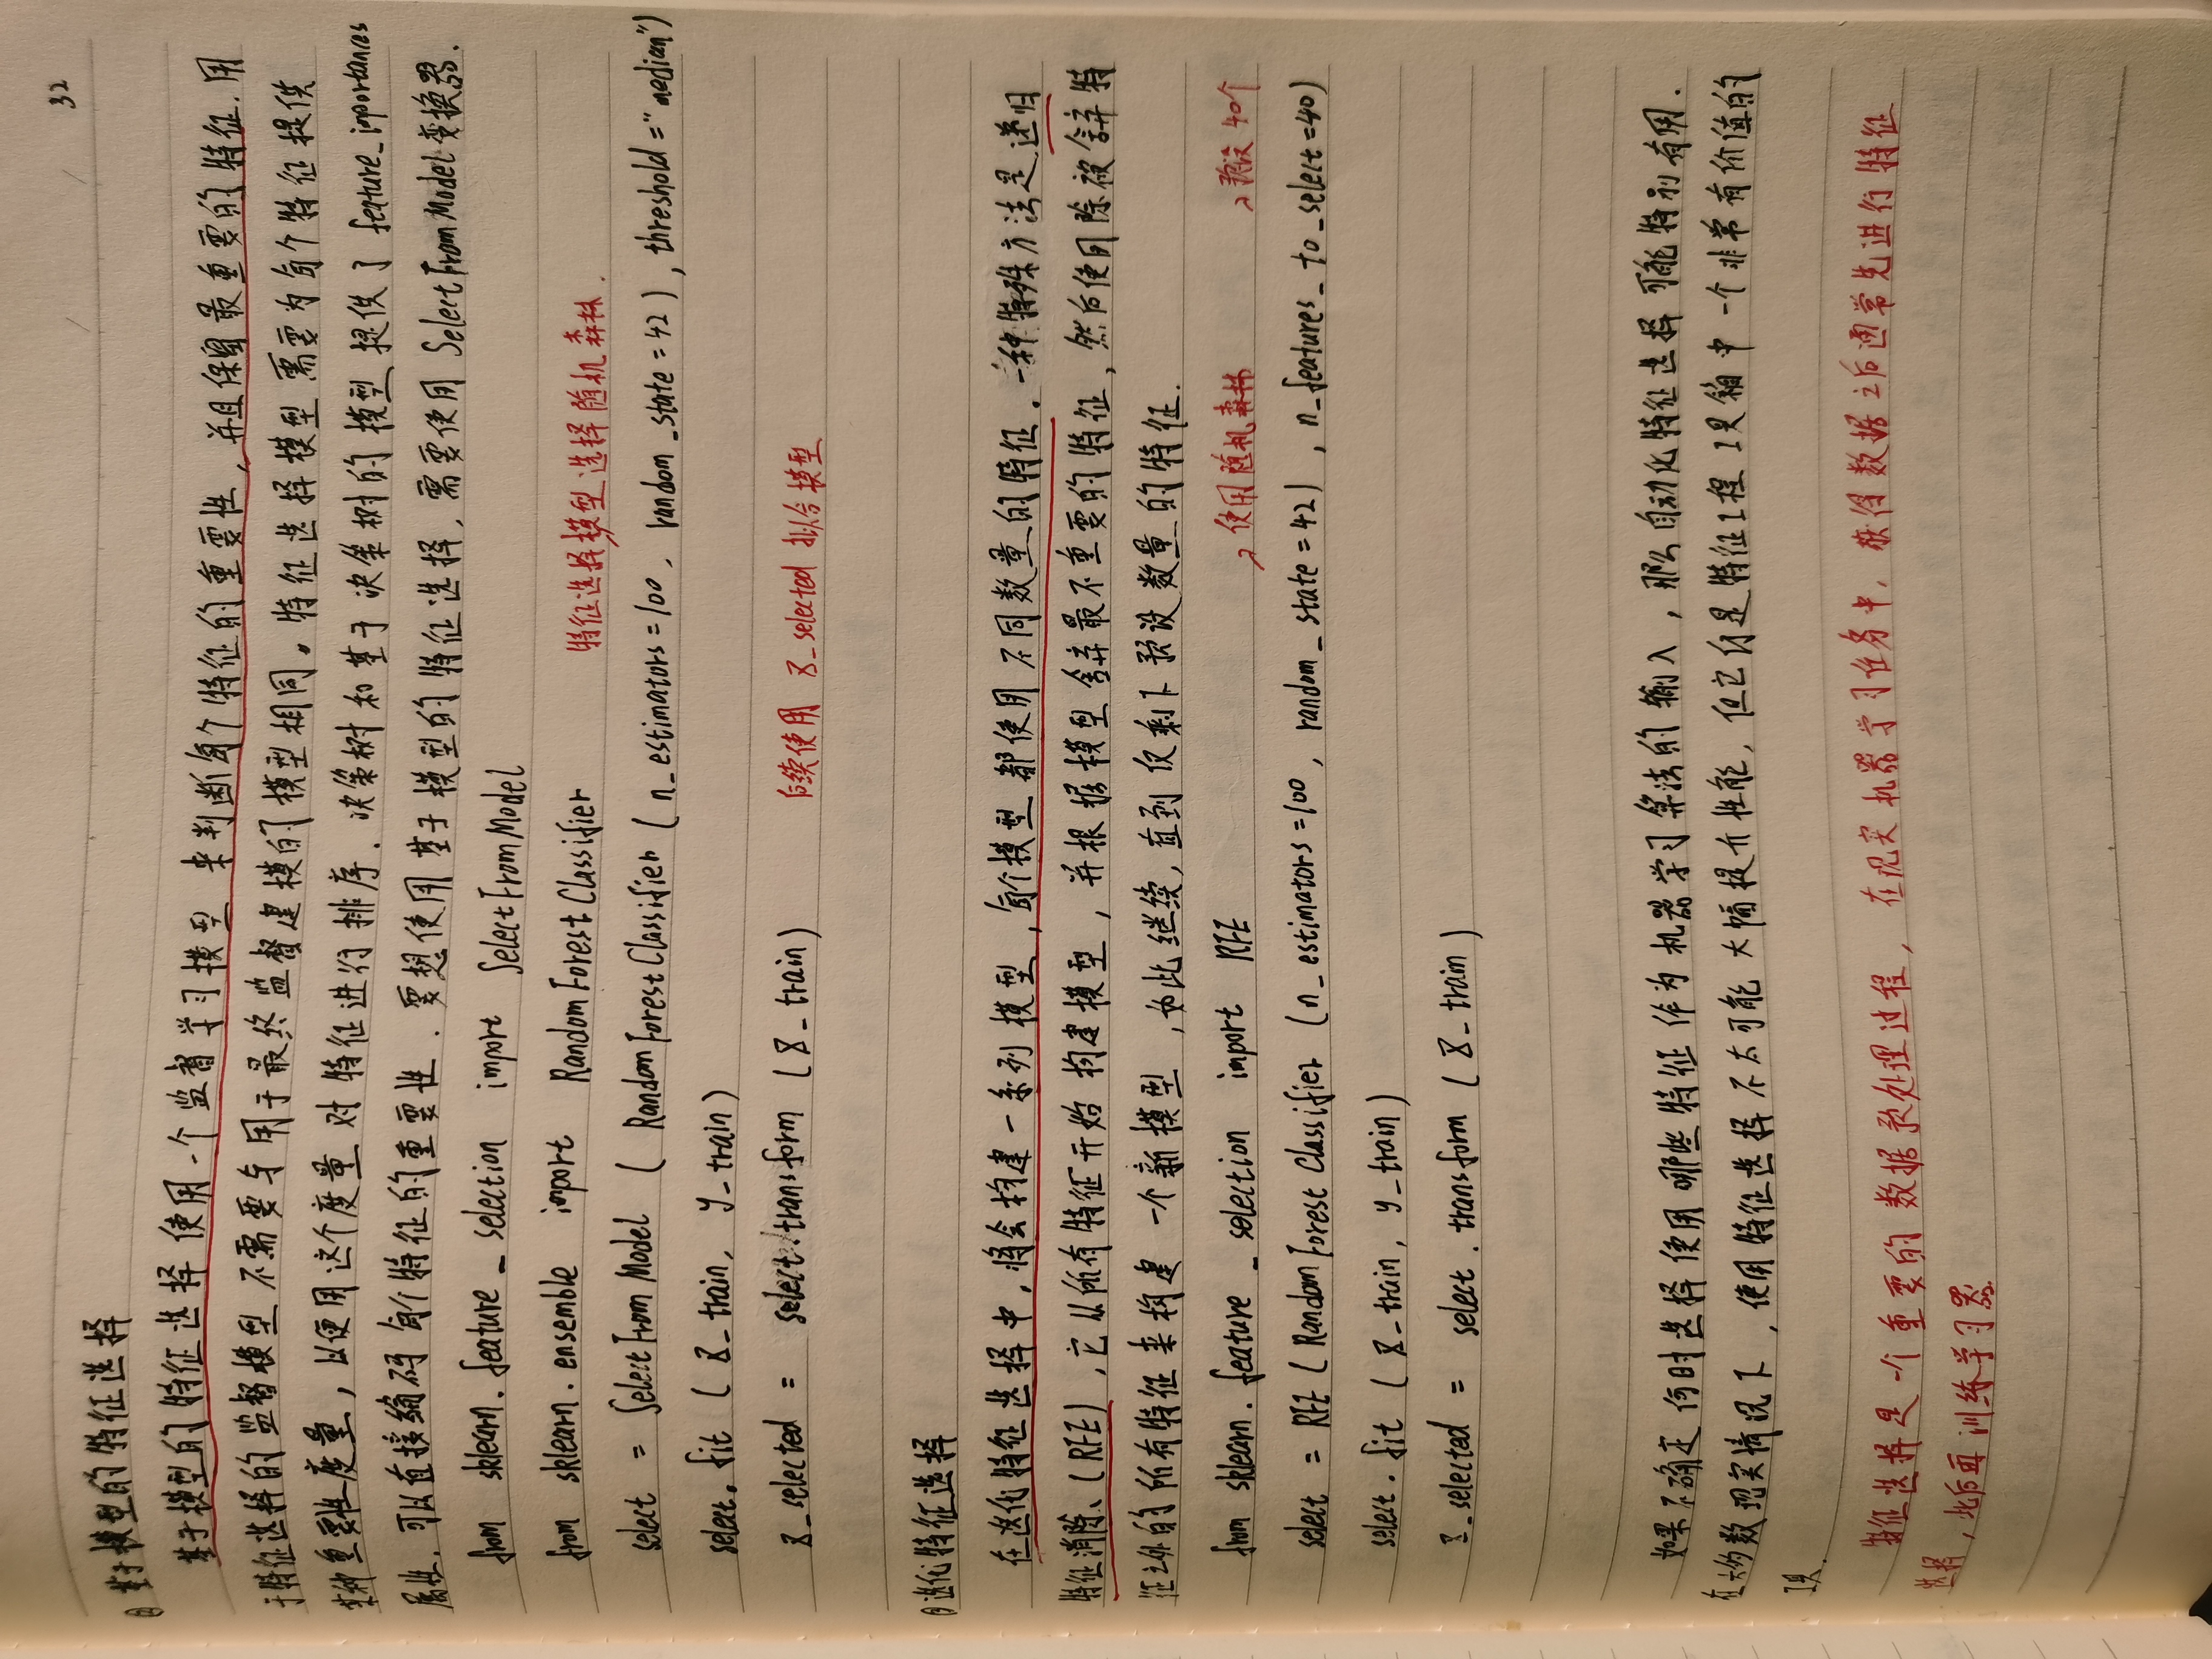 32
② 基于模型的特征选择
基于模型的特征选择 使用一个监督学习模型 来判断每个特征的重要性,并且保留最重要的特征.用
于特征选择的监督模型 不需要与用于最终监督建模的模型相同。特征选择模型需要为每个特征提供
某种重要性度量,以便用这个度量对特征进行排序.决策树和基于决策树的模型提供了 feature_importances
属性,可以直接编码每个特征的重要性.要想使用基于模型的特征选择,需要使用 SelectFromModel变换器.
from sklearn.feature_selection import SelectFromModel
特征选择模型选择随机森林.
from sklearn.ensemble import RandomForestClassifier
select = SelectFromModel (RandomForestClassifier (n_estimators=100, random_state=42), threshold="median")
select.fit (X_train, y_train)
后续使用 X_selected 拟合模型
X_selected = select.transform (X_train)
③迭代特征选择
在迭代特征选择中,将会构建一系列模型,每个模型都使用不同数量的特征.一种特殊方法是递归
特征消除(RFE),它从所有特征开始构建模型,并根据模型舍弃最不重要的特征,然后使用除被舍弃特
征之外的所有特征来构建一个新模型,如此继续,直到仅剩下预设数量的特征.
使用随机森林 预设40个
from sklearn.feature_selection import RFE
select = RFE (RandomForestClassifier (n_estimators=100, random_state=42), n_features_to_select=40)
select.fit (X_train, y_train)
X_selected = select.transform (X_train)
如果不确定何时选择使用哪些特征作为机器学习算法的输入,那么自动化特征选择可能特别有用.
在大多数现实情况下,使用特征选择不太可能大幅提升性能,但它仍是特征工程工具箱中一个非常有价值的
工具.
特征选择是一个重要的数据预处理过程,在现实机器学习任务中,获得数据之后通常先进行特征
选择,此后再训练学习器